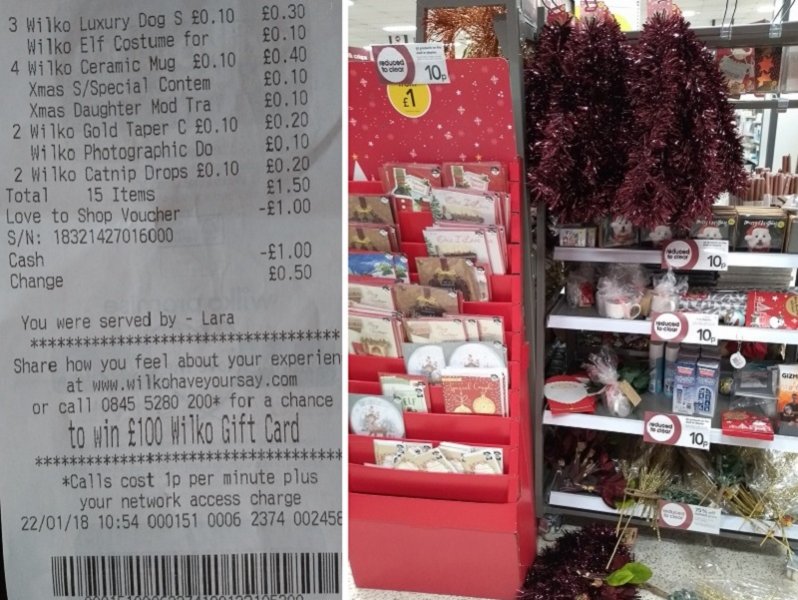 3 Wilko Luxury Dog S £0.10 £0.30
Wilko Elf Costume for £0.10
4 Wilko Ceramic Mug £0.10 £0.40
Xmas S/Special Contem £0.10
Xmas Daughter Mod Tra £0.10
2 Wilko Gold Taper C £0.10 £0.20
Wilko Photographic Do £0.10
2 Wilko Catnip Drops £0.10 £0.20
Total 15 Items £1.50
Love to Shop Voucher -£1.00
S/N: 18321427016000
Cash -£1.00
Change £0.50
You were served by - Lara
Share how you feel about your experien
at www.wilkohaveyoursay.com
or call 0845 5280 200* for a chance
to win £100 Wilko Gift Card
*Calls cost 1p per minute plus
your network access charge
22/01/18 10:54 000151 0006 2374 002458
reduced
to clear
10p
£1
reduced
to clear
10p
reduced
to clear
10p
reduced
to clear
10p
reduced
to clear
75% off
GIZM